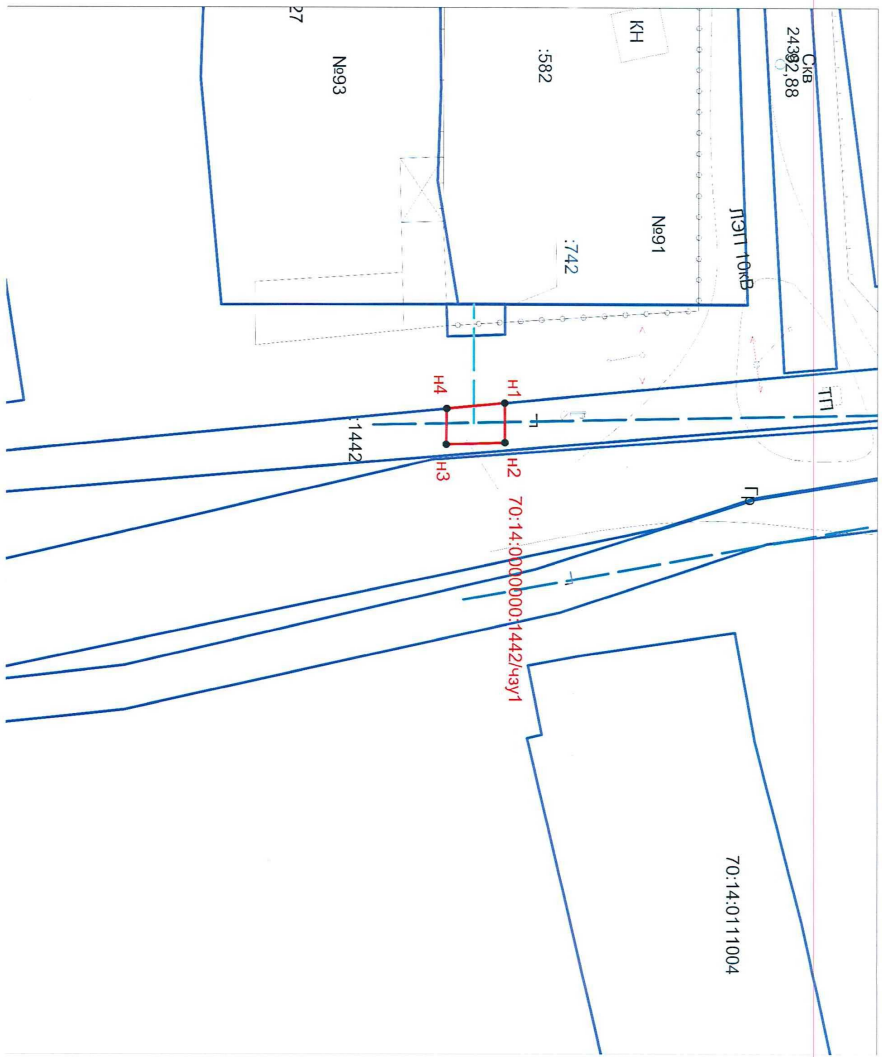 Скв
24392,88
ТП
КН
ЛЭП 10кВ
Гр
:582
№91
:742
н1
н2
70:14:0000000:1442/чзу1
70:14:0111004
н4
н3
№93
:1442
27